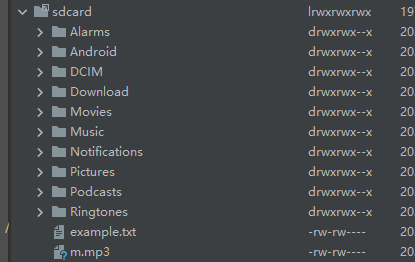 sdcard lrwxrwxrwx 19
Alarms drwxrwx--x 20
Android drwxrwx--x 20
DCIM drwxrwx--x 20
Download drwxrwx--x 20
Movies drwxrwx--x 20
Music drwxrwx--x 20
Notifications drwxrwx--x 20
Pictures drwxrwx--x 20
Podcasts drwxrwx--x 20
Ringtones drwxrwx--x 20
/ example.txt -rw-rw---- 20
m.mp3 -rw-rw---- 20